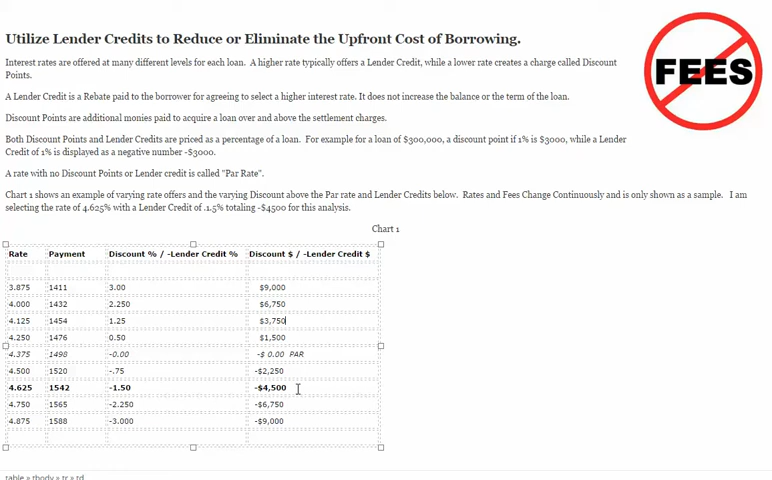 Utilize Lender Credits to Reduce or Eliminate the Upfront Cost of Borrowing.
FEES
Interest rates are offered at many different levels for each loan. A higher rate typically offers a Lender Credit, while a lower rate creates a charge called Discount
Points.
A Lender Credit is a Rebate paid to the borrower for agreeing to select a higher interest rate. It does not increase the balance or the term of the loan.
Discount Points are additional monies paid to acquire a loan over and above the settlement charges.
Both Discount Points and Lender Credits are priced as a percentage of a loan. For example for a loan of $300,000, a discount point if 1% is $3000, while a Lender
Credit of 1% is displayed as a negative number -$3000.
A rate with no Discount Points or Lender credit is called "Par Rate".
Chart 1 shows an example of varying rate offers and the varying Discount above the Par rate and Lender Credits below. Rates and Fees Change Continuously and is only shown as a sample. I am
selecting the rate of 4.625% with a Lender Credit of .1.5% totaling -$4500 for this analysis.
Chart 1
Rate Payment Discount % / -Lender Credit % Discount $ / -Lender Credit $
3.875 1411 3.00 $9,000
4.000 1432 2.250 $6,750
4.125 1454 1.25 $3,750
4.250 1476 0.50 $1,500
4.375 1498 -0.00 -$ 0.00 PAR
4.500 1520 -.75 -$2,250
4.625 1542 -1.50 -$4,500
4.750 1565 -2.250 -$6,750
4.875 1588 -3.000 -$9,000
table » tbody » tr » td